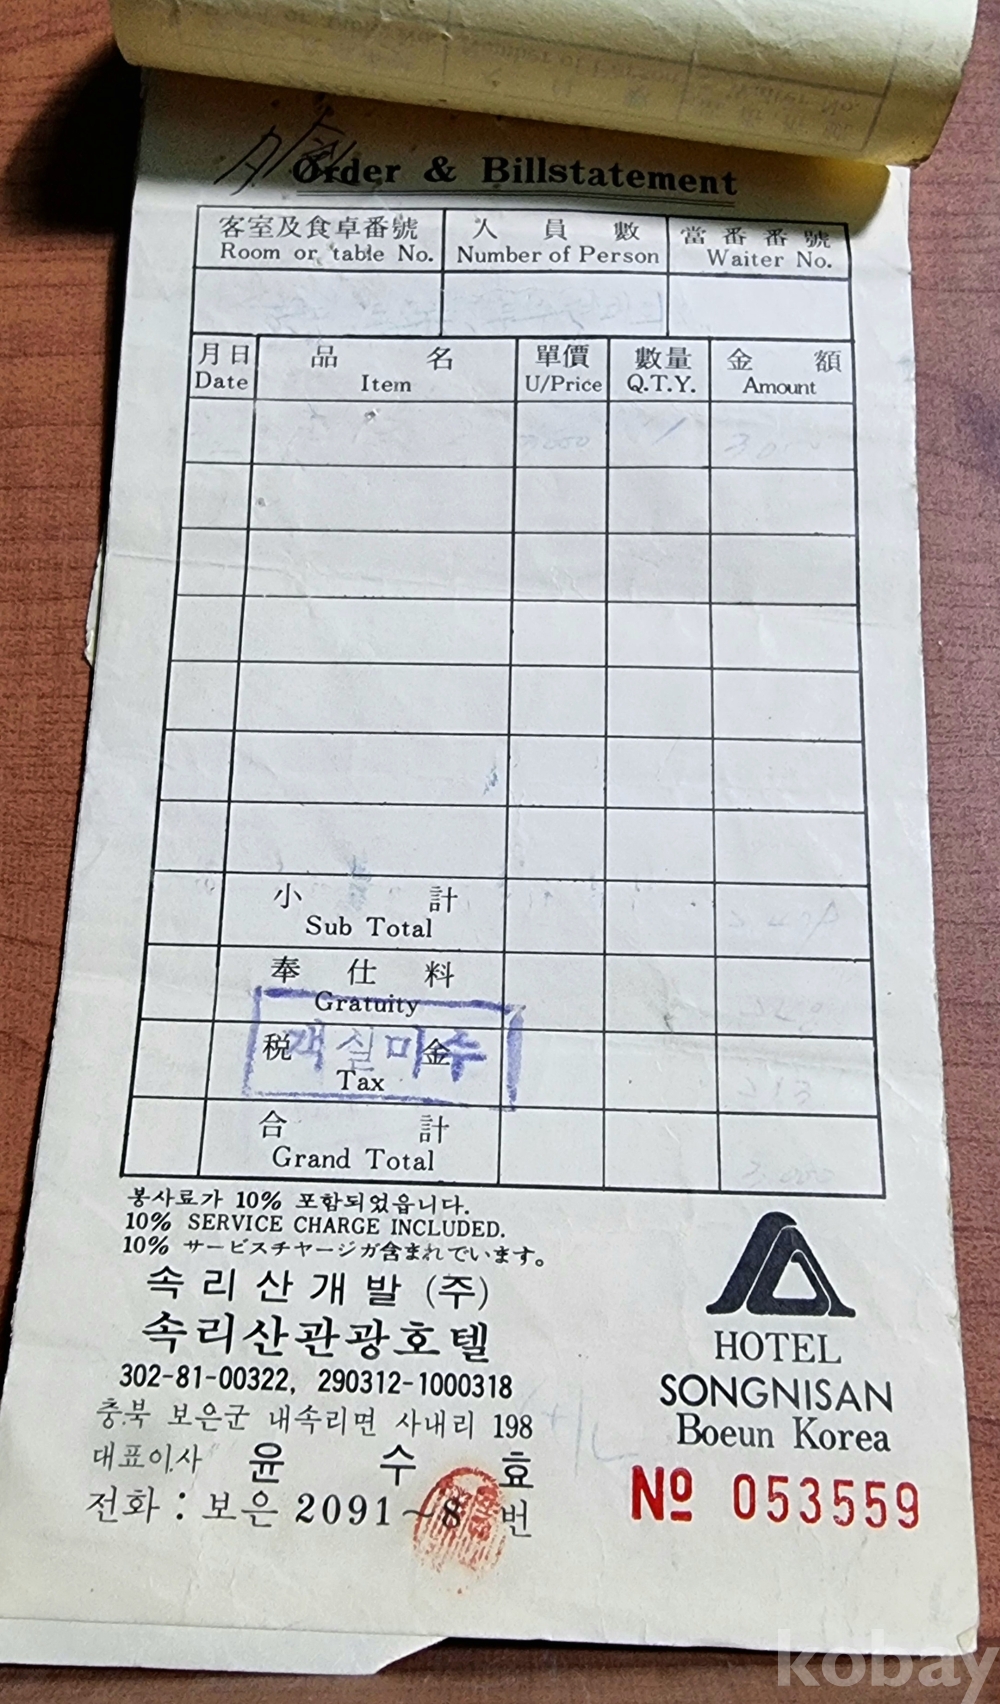 Order & Billstatement
客室及食卓番號 人員數 當番番號
Room or table No. Number of Person Waiter No.
月日 品名 單價 數量 金額
Date Item U/Price Q.T.Y. Amount
3000 1
小計
Sub Total
奉仕料
Gratuity
税金
객실미수
Tax
合計
Grand Total
3,000
봉사료가 10% 포함되었읍니다.
10% SERVICE CHARGE INCLUDED.
10% サービスチヤージガ含まれでいます。
속리산개발 (주)
속리산관광호텔
302-81-00322, 290312-1000318
충북 보은군 내속리면 사내리 198
대표이사 윤수효
전화 : 보은 2091~8 번
HOTEL
SONGNISAN
Boeun Korea
Nº 053559
kobay